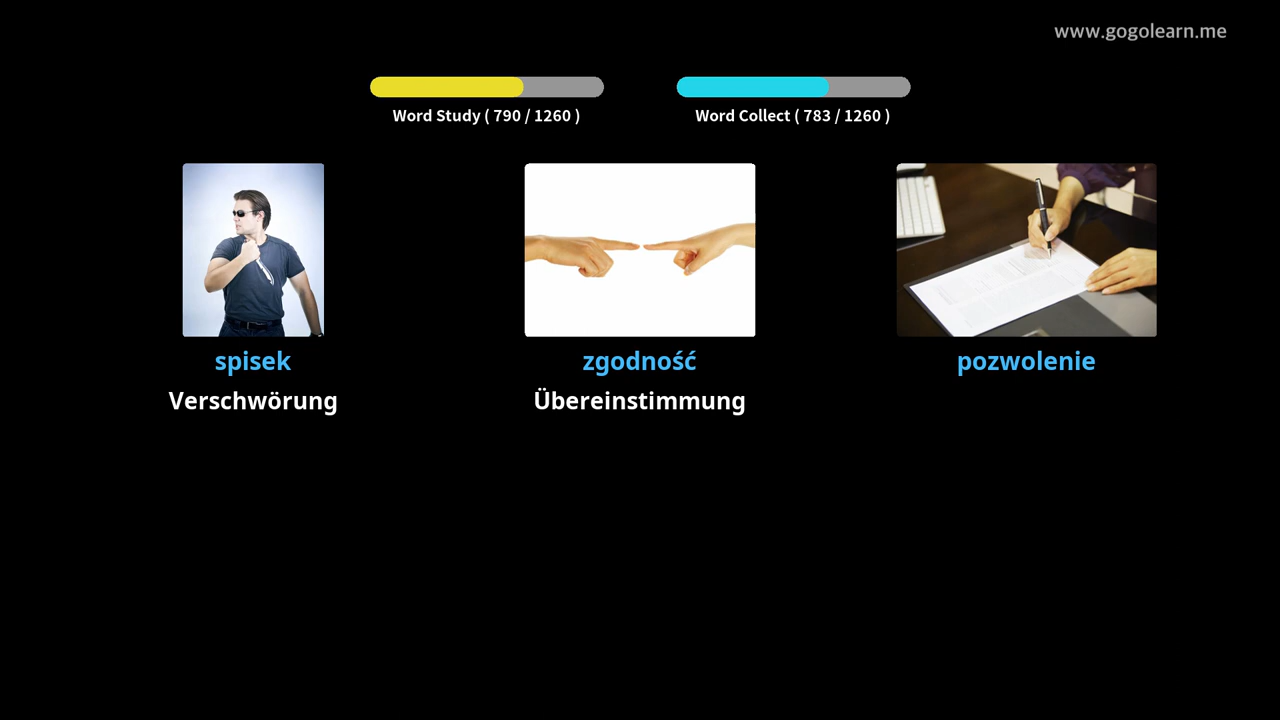 www.gogolearn.me
Word Study ( 790 / 1260 )
Word Collect ( 783 / 1260 )
spisek
zgodność
pozwolenie
Verschwörung
Übereinstimmung